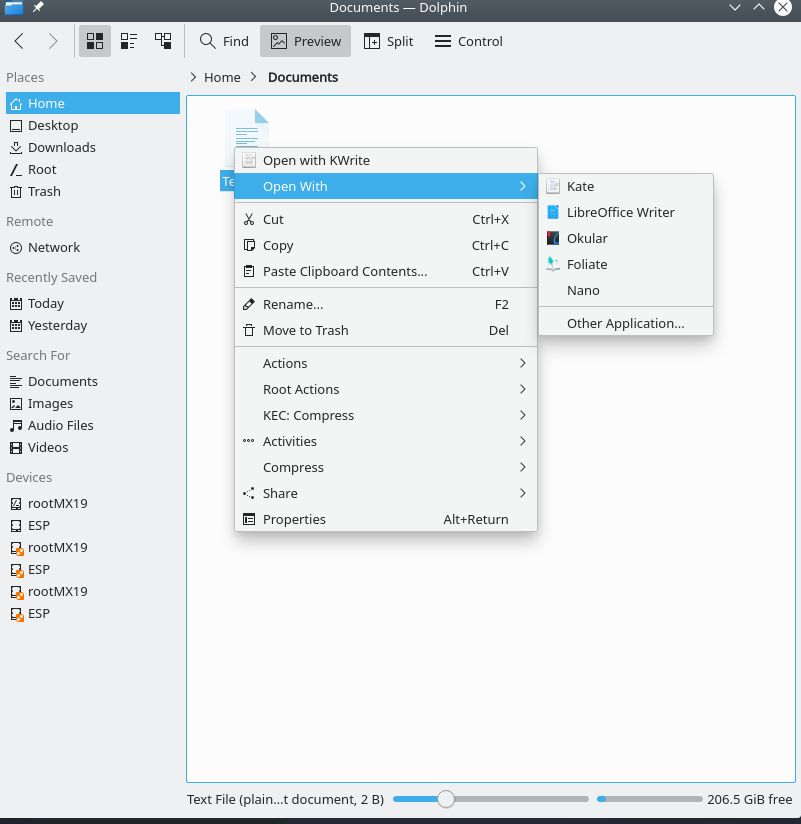 Documents — Dolphin
Find
Preview
Split
Control
Places
Home
Desktop
Downloads
Root
Trash
Remote
Network
Recently Saved
Today
Yesterday
Search For
Documents
Images
Audio Files
Videos
Devices
rootMX19
ESP
rootMX19
ESP
rootMX19
ESP
Home
Documents
Te
Open with KWrite
Open With
Cut Ctrl+X
Copy Ctrl+C
Paste Clipboard Contents... Ctrl+V
Rename... F2
Move to Trash Del
Actions
Root Actions
KEC: Compress
Activities
Compress
Share
Properties Alt+Return
Kate
LibreOffice Writer
Okular
Foliate
Nano
Other Application...
Text File (plain...t document, 2 B)
206.5 GiB free